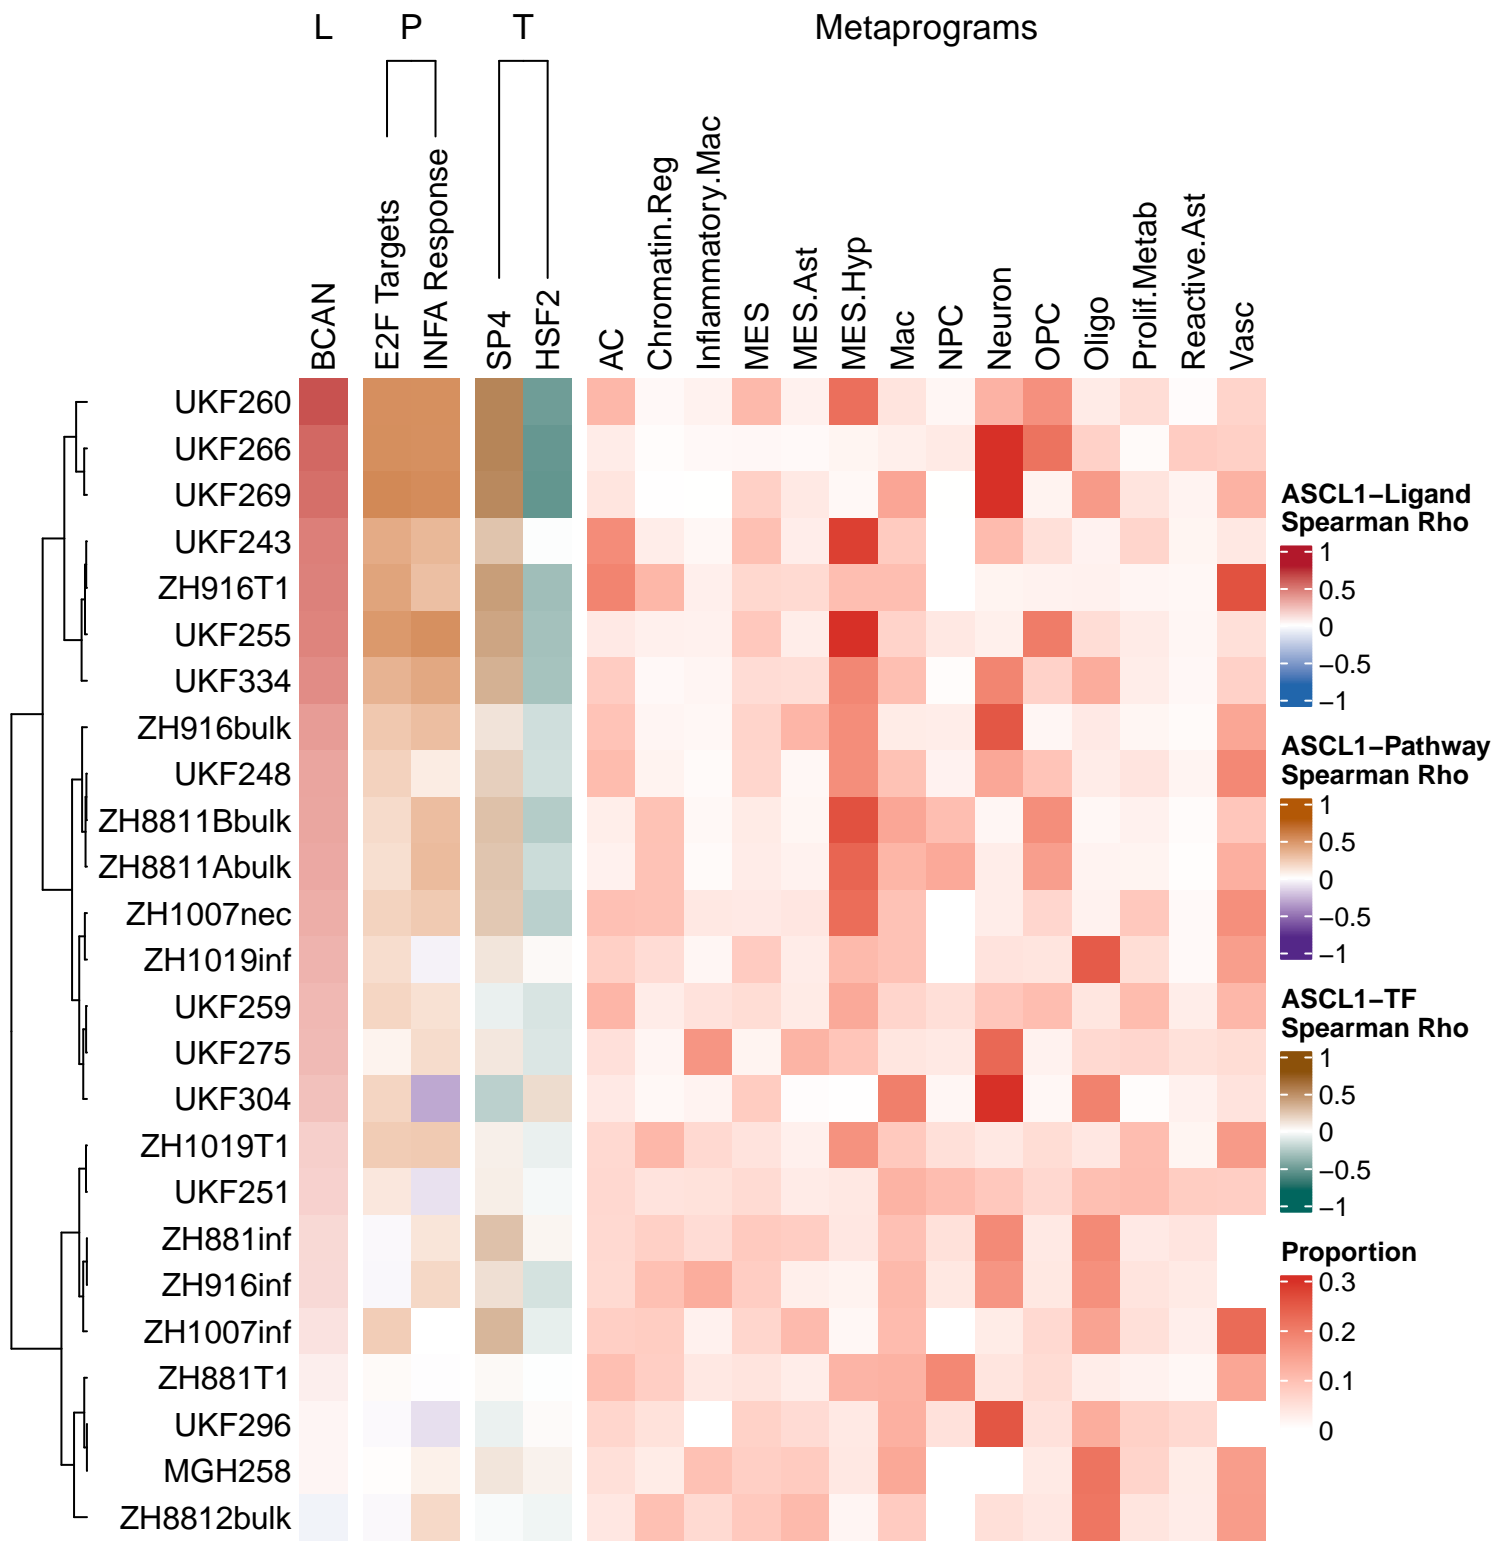 L P T Metaprograms
BCAN
E2F Targets
INFA Response
SP4
HSF2
AC
Chromatin.Reg
Inflammatory.Mac
MES
MES.Ast
MES.Hyp
Mac
NPC
Neuron
OPC
Oligo
Prolif.Metab
Reactive.Ast
Vasc
UKF260
UKF266
UKF269
UKF243
ZH916T1
UKF255
UKF334
ZH916bulk
UKF248
ZH8811Bbulk
ZH8811Abulk
ZH1007nec
ZH1019inf
UKF259
UKF275
UKF304
ZH1019T1
UKF251
ZH881inf
ZH916inf
ZH1007inf
ZH881T1
UKF296
MGH258
ZH8812bulk
ASCL1−Ligand
Spearman Rho
1
0.5
0
−0.5
−1
ASCL1−Pathway
Spearman Rho
1
0.5
0
−0.5
−1
ASCL1−TF
Spearman Rho
1
0.5
0
−0.5
−1
Proportion
0.3
0.2
0.1
0